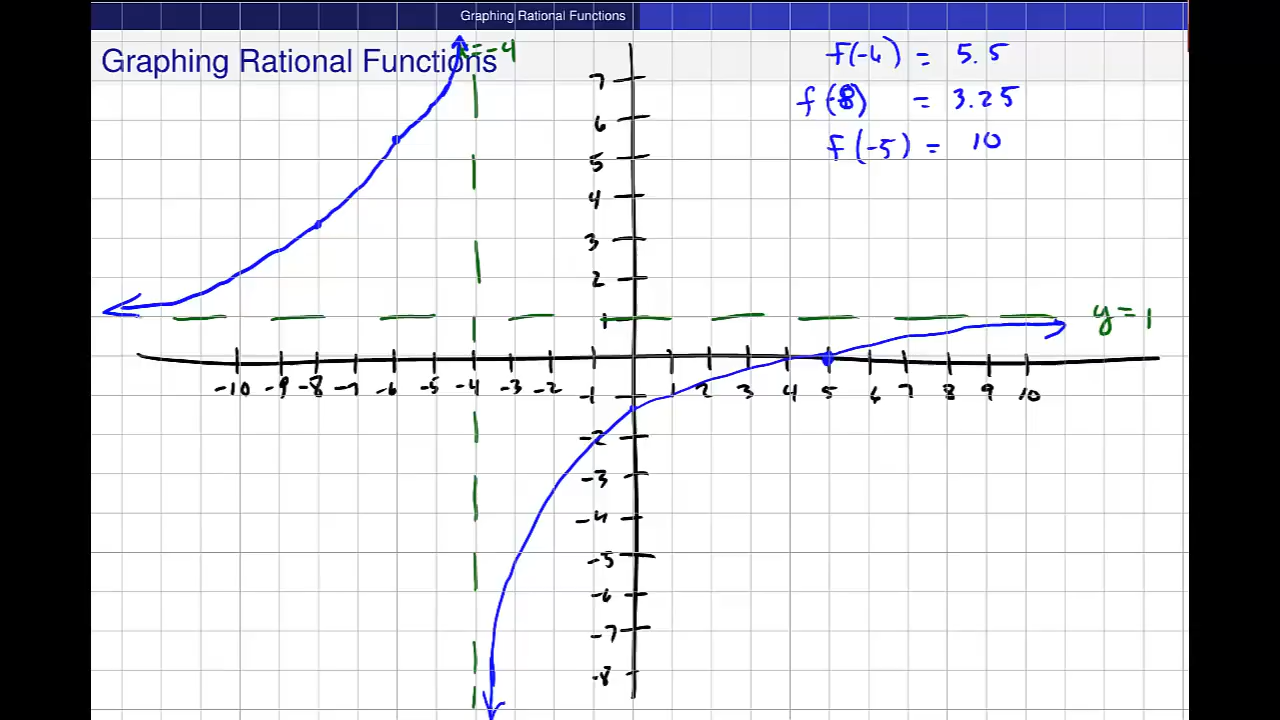 Graphing Rational Functions
Graphing Rational Functions
x=-4
f(-4) = 5.5
f(-8) = 3.25
f(-5) = 10
7
6
5
4
3
2
1
y=1
-10 -9 -8 -7 -6 -5 -4 -3 -2 -1 1 2 3 4 5 6 7 8 9 10
-2
-3
-4
-5
-6
-7
-8